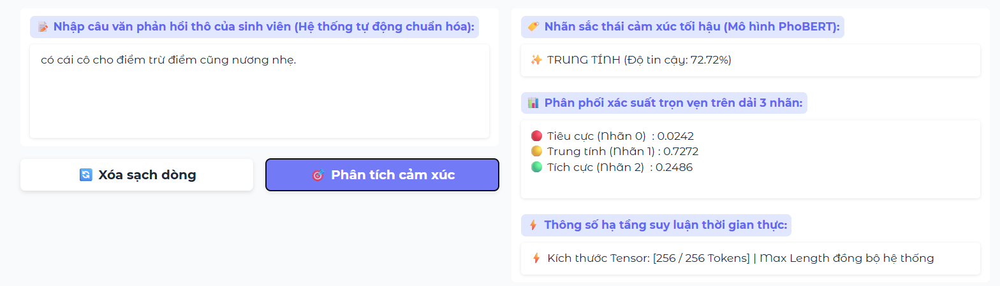 📝 Nhập câu văn phản hồi thô của sinh viên (Hệ thống tự động chuẩn hóa):
có cái cô cho điểm trừ điểm cũng nương nhẹ.
🔄 Xóa sạch dòng
🎯 Phân tích cảm xúc
🏷️ Nhãn sắc thái cảm xúc tối hậu (Mô hình PhoBERT):
✨ TRUNG TÍNH (Độ tin cậy: 72.72%)
📊 Phân phối xác suất trọn vẹn trên dải 3 nhãn:
🔴 Tiêu cực (Nhãn 0) : 0.0242
🟡 Trung tính (Nhãn 1) : 0.7272
🟢 Tích cực (Nhãn 2) : 0.2486
⚡ Thông số hạ tầng suy luận thời gian thực:
⚡ Kích thước Tensor: [256 / 256 Tokens] | Max Length đồng bộ hệ thống